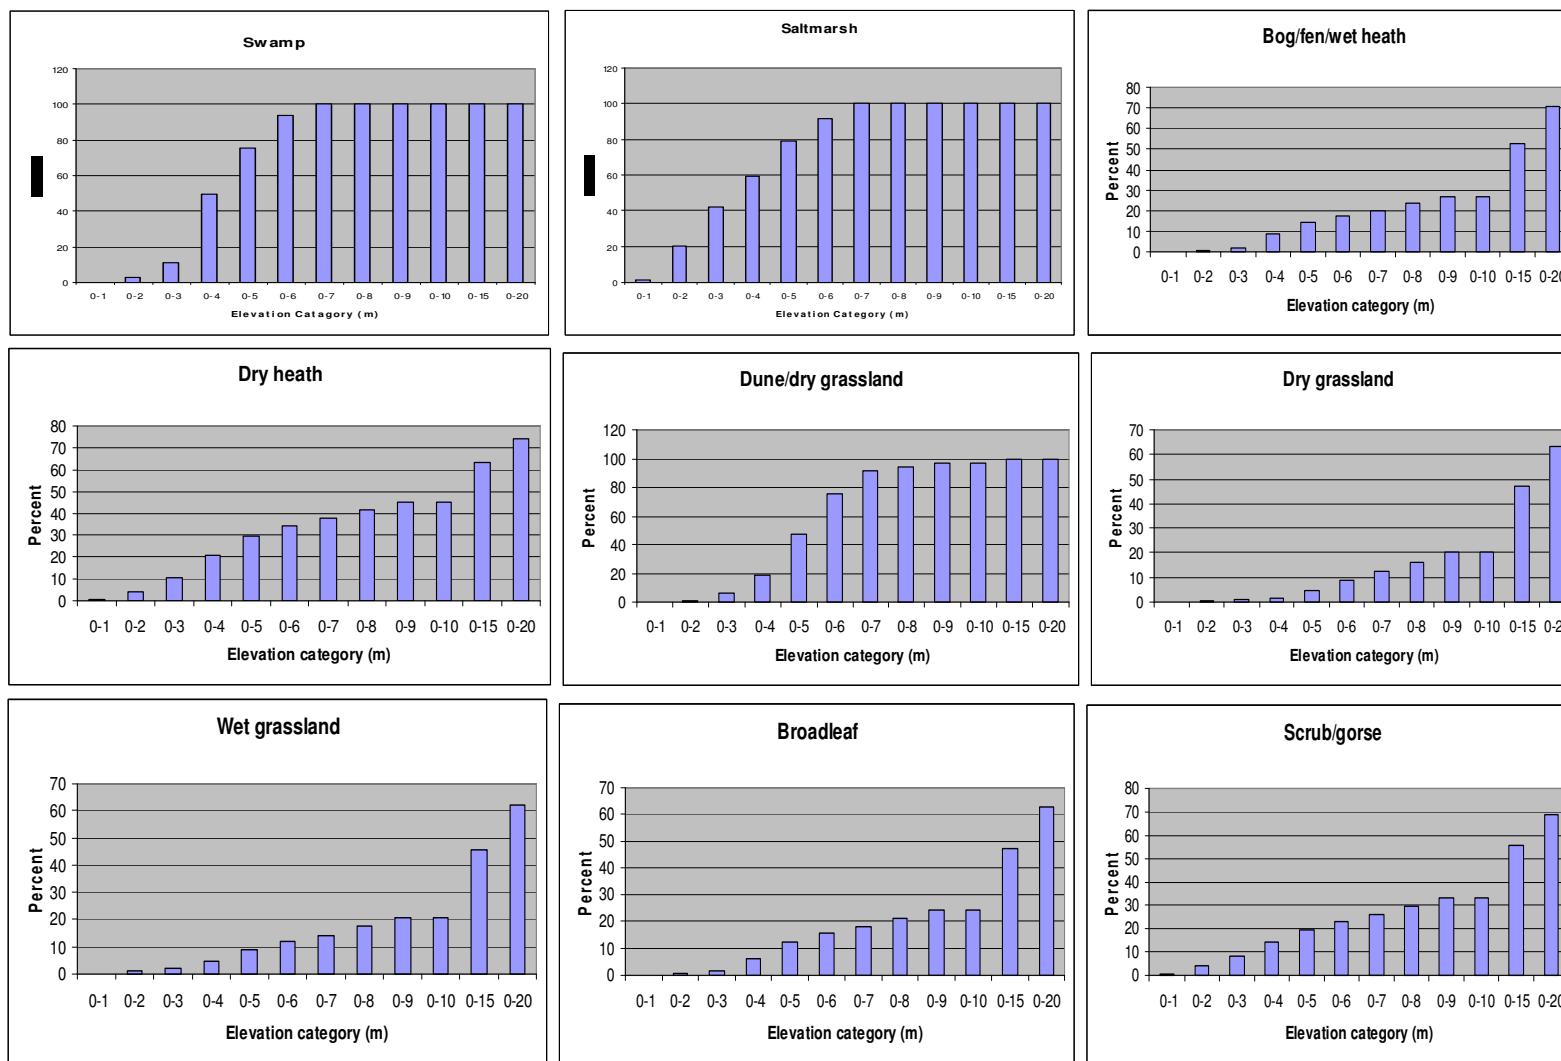 Swamp
120
100
80
60
40
20
0
0-1 0-2 0-3 0-4 0-5 0-6 0-7 0-8 0-9 0-10 0-15 0-20
Elevation Catagory (m)
Saltmarsh
120
100
80
60
40
20
0
0-1 0-2 0-3 0-4 0-5 0-6 0-7 0-8 0-9 0-10 0-15 0-20
Elevation Category (m)
Bog/fen/wet heath
Percent
80
70
60
50
40
30
20
10
0
0-1 0-2 0-3 0-4 0-5 0-6 0-7 0-8 0-9 0-10 0-15 0-20
Elevation category (m)
Dry heath
Percent
80
70
60
50
40
30
20
10
0
0-1 0-2 0-3 0-4 0-5 0-6 0-7 0-8 0-9 0-10 0-15 0-20
Elevation category (m)
Dune/dry grassland
Percent
120
100
80
60
40
20
0
0-1 0-2 0-3 0-4 0-5 0-6 0-7 0-8 0-9 0-10 0-15 0-20
Elevation category (m)
Dry grassland
Percent
70
60
50
40
30
20
10
0
0-1 0-2 0-3 0-4 0-5 0-6 0-7 0-8 0-9 0-10 0-15 0-2
Elevation category (m)
Wet grassland
Percent
70
60
50
40
30
20
10
0
0-1 0-2 0-3 0-4 0-5 0-6 0-7 0-8 0-9 0-10 0-15 0-20
Elevation category (m)
Broadleaf
Percent
70
60
50
40
30
20
10
0
0-1 0-2 0-3 0-4 0-5 0-6 0-7 0-8 0-9 0-10 0-15 0-20
Elevation category (m)
Scrub/gorse
Percent
80
70
60
50
40
30
20
10
0
0-1 0-2 0-3 0-4 0-5 0-6 0-7 0-8 0-9 0-10 0-15 0-20
Elevation category (m)